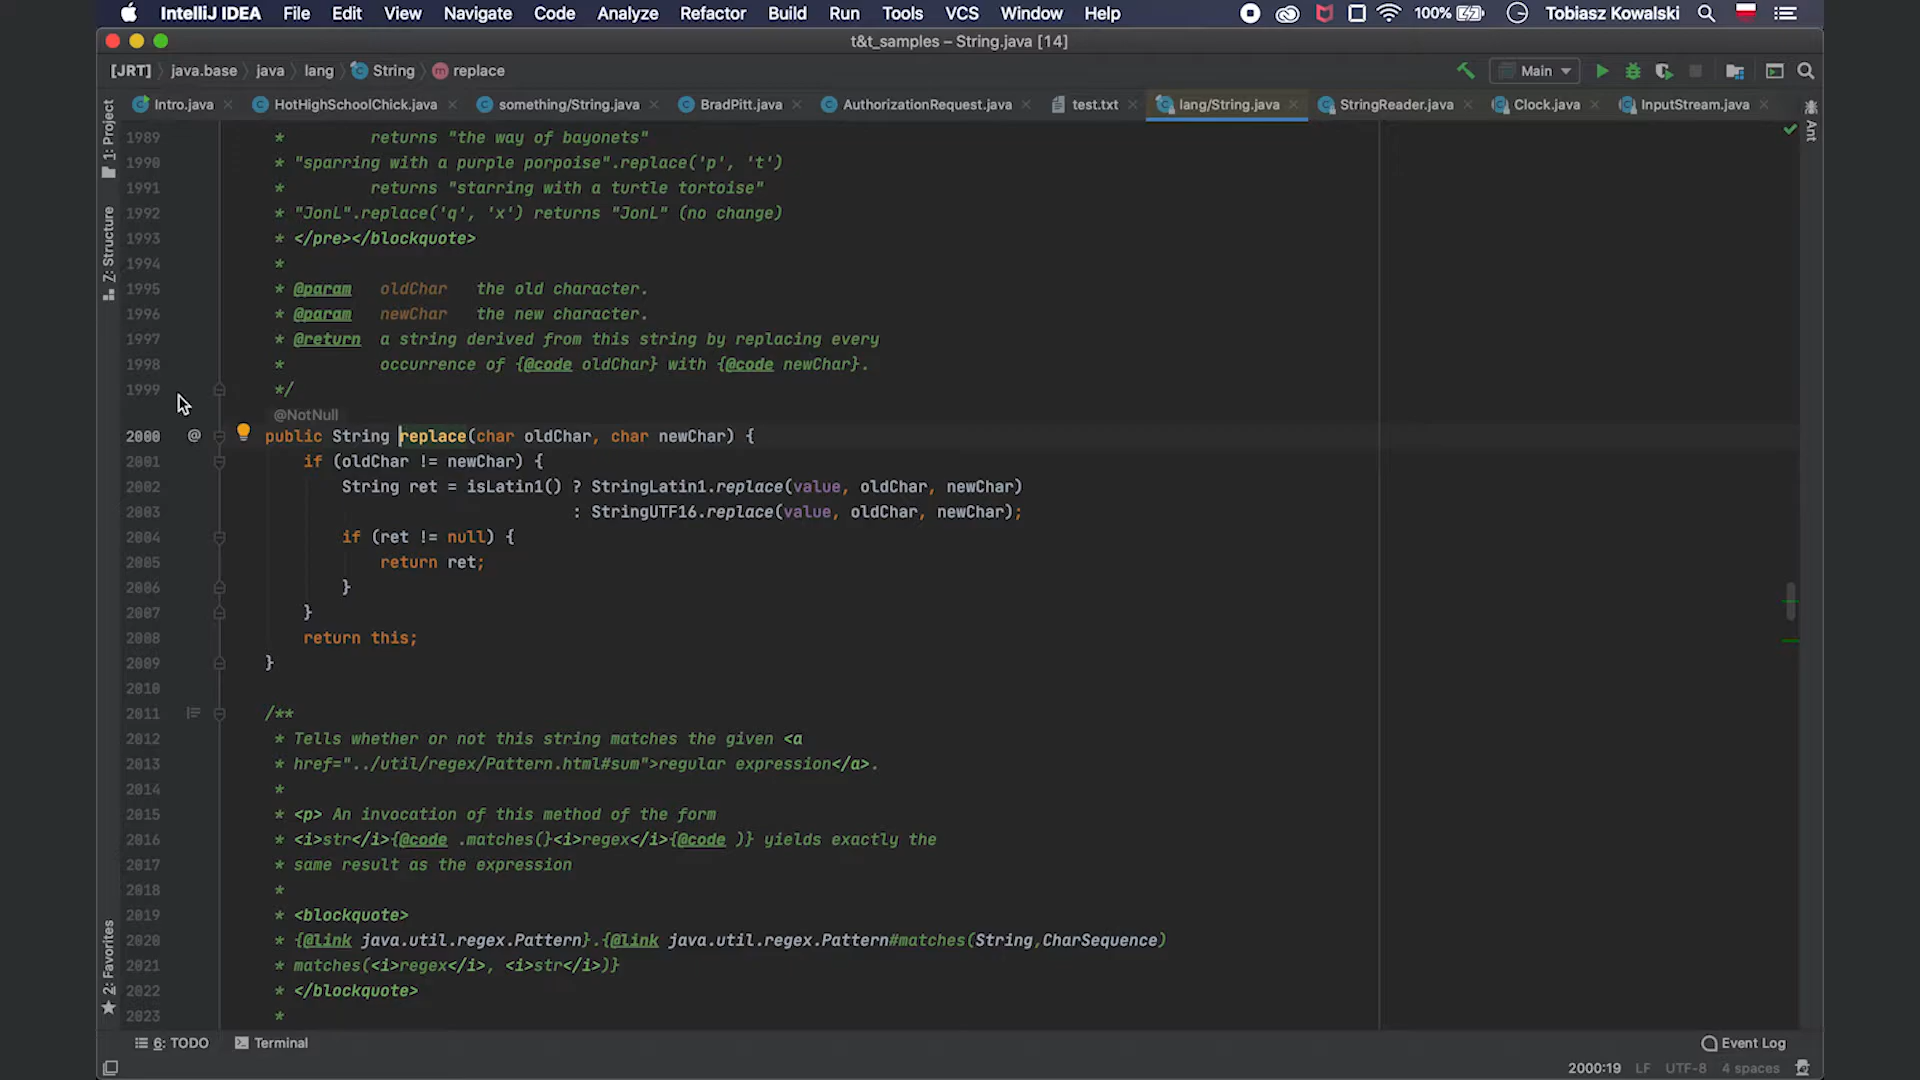 IntelliJ IDEA File Edit View Navigate Code Analyze Refactor Build Run Tools VCS Window Help 100% Tobiasz Kowalski
t&t_samples – String.java [14]
[JRT] java.base java lang String m replace Main
Intro.java HotHighSchoolChick.java something/String.java BradPitt.java AuthorizationRequest.java test.txt lang/String.java StringReader.java Clock.java InputStream.java
1: Project
Z: Structure
2: Favorites
Ant
1989 * returns "the way of bayonets"
1990 * "sparring with a purple porpoise".replace('p', 't')
1991 * returns "starring with a turtle tortoise"
1992 * "JonL".replace('q', 'x') returns "JonL" (no change)
1993 * </pre></blockquote>
1994 *
1995 * @param oldChar the old character.
1996 * @param newChar the new character.
1997 * @return a string derived from this string by replacing every
1998 * occurrence of {@code oldChar} with {@code newChar}.
1999 */
@NotNull
2000 @ public String replace(char oldChar, char newChar) {
2001 if (oldChar != newChar) {
2002 String ret = isLatin1() ? StringLatin1.replace(value, oldChar, newChar)
2003 : StringUTF16.replace(value, oldChar, newChar);
2004 if (ret != null) {
2005 return ret;
2006 }
2007 }
2008 return this;
2009 }
2010
2011 /**
2012 * Tells whether or not this string matches the given <a
2013 * href="../util/regex/Pattern.html#sum">regular expression</a>.
2014 *
2015 * <p> An invocation of this method of the form
2016 * <i>str</i>{@code .matches(}<i>regex</i>{@code )} yields exactly the
2017 * same result as the expression
2018 *
2019 * <blockquote>
2020 * {@link java.util.regex.Pattern}.{@link java.util.regex.Pattern#matches(String,CharSequence)
2021 * matches(<i>regex</i>, <i>str</i>)}
2022 * </blockquote>
2023 *
6: TODO Terminal Event Log
2000:19 LF UTF-8 4 spaces